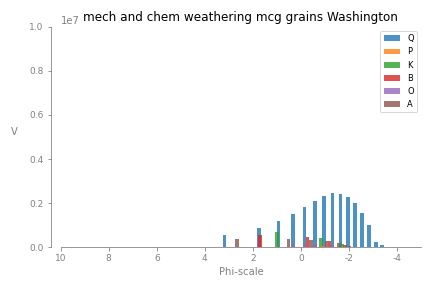 mech and chem weathering mcg grains Washington
1e7
1.0
0.8
0.6
0.4
0.2
0.0
V
10 8 6 4 2 0 -2 -4
Phi-scale
Q
P
K
B
O
A